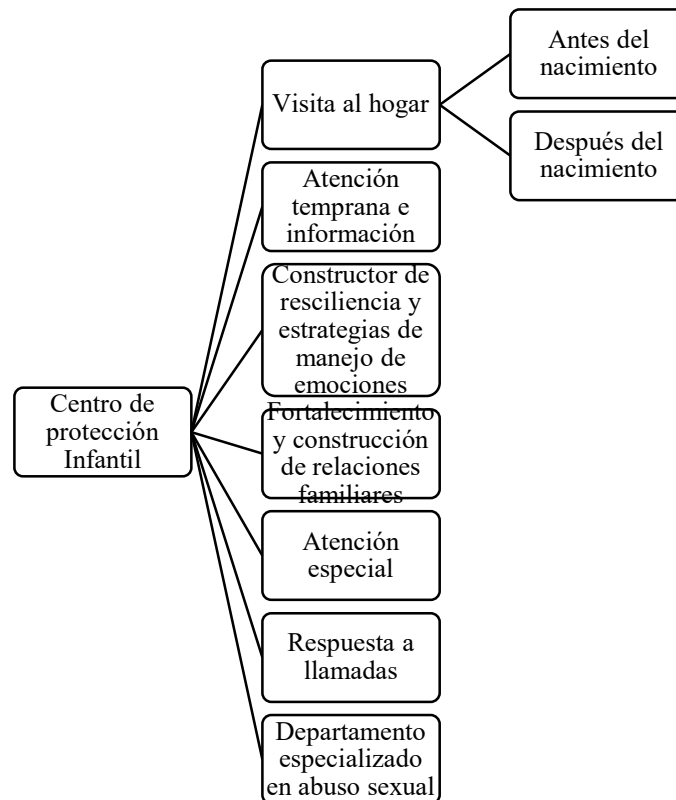 Centro de
protección
Infantil
Visita al hogar
Antes del
nacimiento
Después del
nacimiento
Atención
temprana e
información
Constructor de
resciliencia y
estrategias de
manejo de
emociones
Fortalecimiento
y construcción
de relaciones
familiares
Atención
especial
Respuesta a
llamadas
Departamento
especializado
en abuso sexual